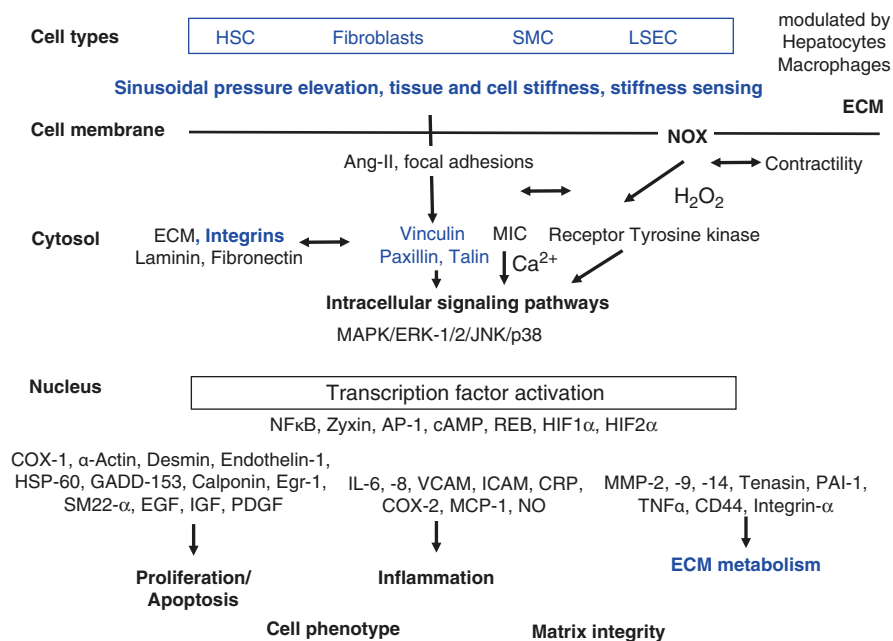 modulated by
Cell types
HSC Fibroblasts SMC LSEC
Hepatocytes
Macrophages
Sinusoidal pressure elevation, tissue and cell stiffness, stiffness sensing
ECM
Cell membrane
NOX
Ang-II, focal adhesions
Contractility
H₂O₂
Cytosol
ECM, Integrins
Laminin, Fibronectin
Vinculin
Paxillin, Talin
MIC
Receptor Tyrosine kinase
Ca²⁺
Intracellular signaling pathways
MAPK/ERK-1/2/JNK/p38
Nucleus
Transcription factor activation
NFκB, Zyxin, AP-1, cAMP, REB, HIF1α, HIF2α
COX-1, α-Actin, Desmin, Endothelin-1,
HSP-60, GADD-153, Calponin, Egr-1,
SM22-α, EGF, IGF, PDGF
IL-6, -8, VCAM, ICAM, CRP,
COX-2, MCP-1, NO
MMP-2, -9, -14, Tenasin, PAI-1,
TNFα, CD44, Integrin-α
Proliferation/
Apoptosis
Inflammation
ECM metabolism
Cell phenotype
Matrix integrity